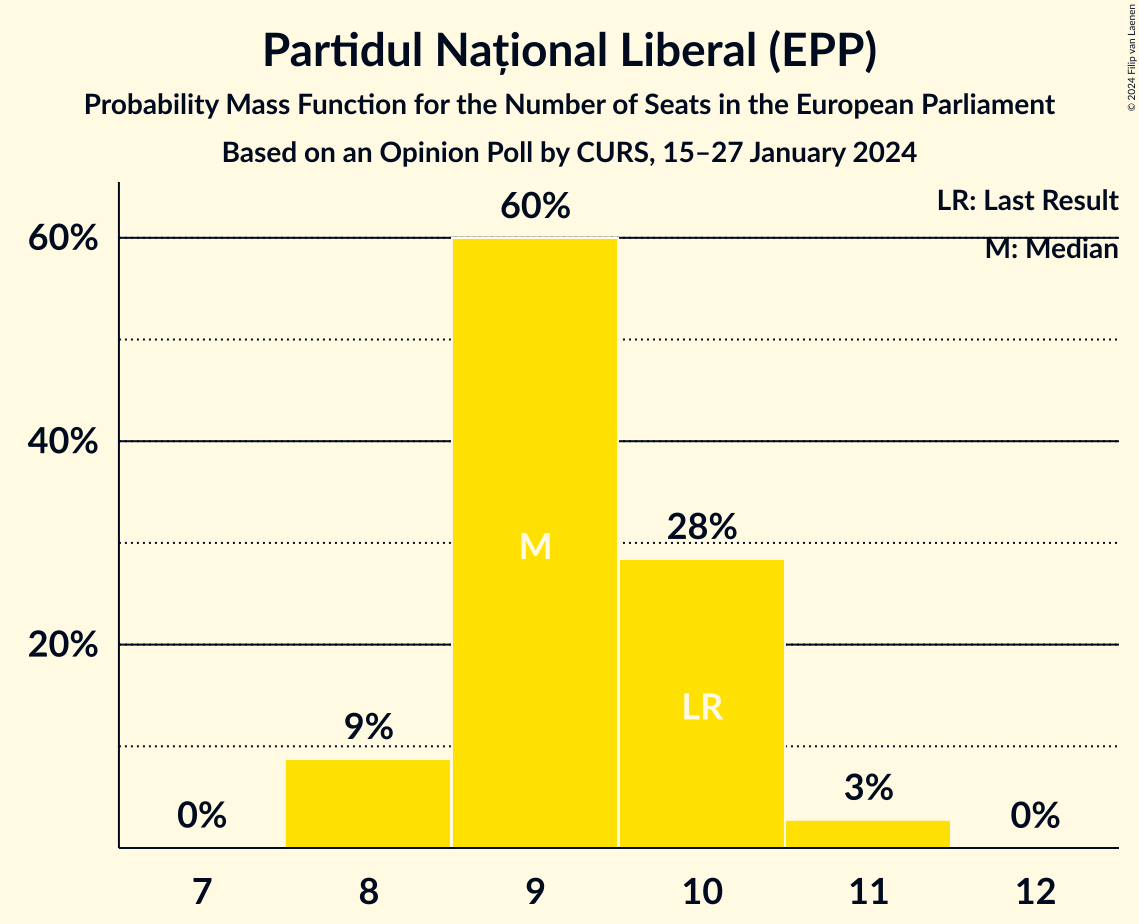 Partidul Național Liberal (EPP)
Probability Mass Function for the Number of Seats in the European Parliament
Based on an Opinion Poll by CURS, 15–27 January 2024
© 2024 Filip van Laenen
LR: Last Result
M: Median
60%
40%
20%
0%
9%
60%
M
28%
LR
3%
0%
7 8 9 10 11 12